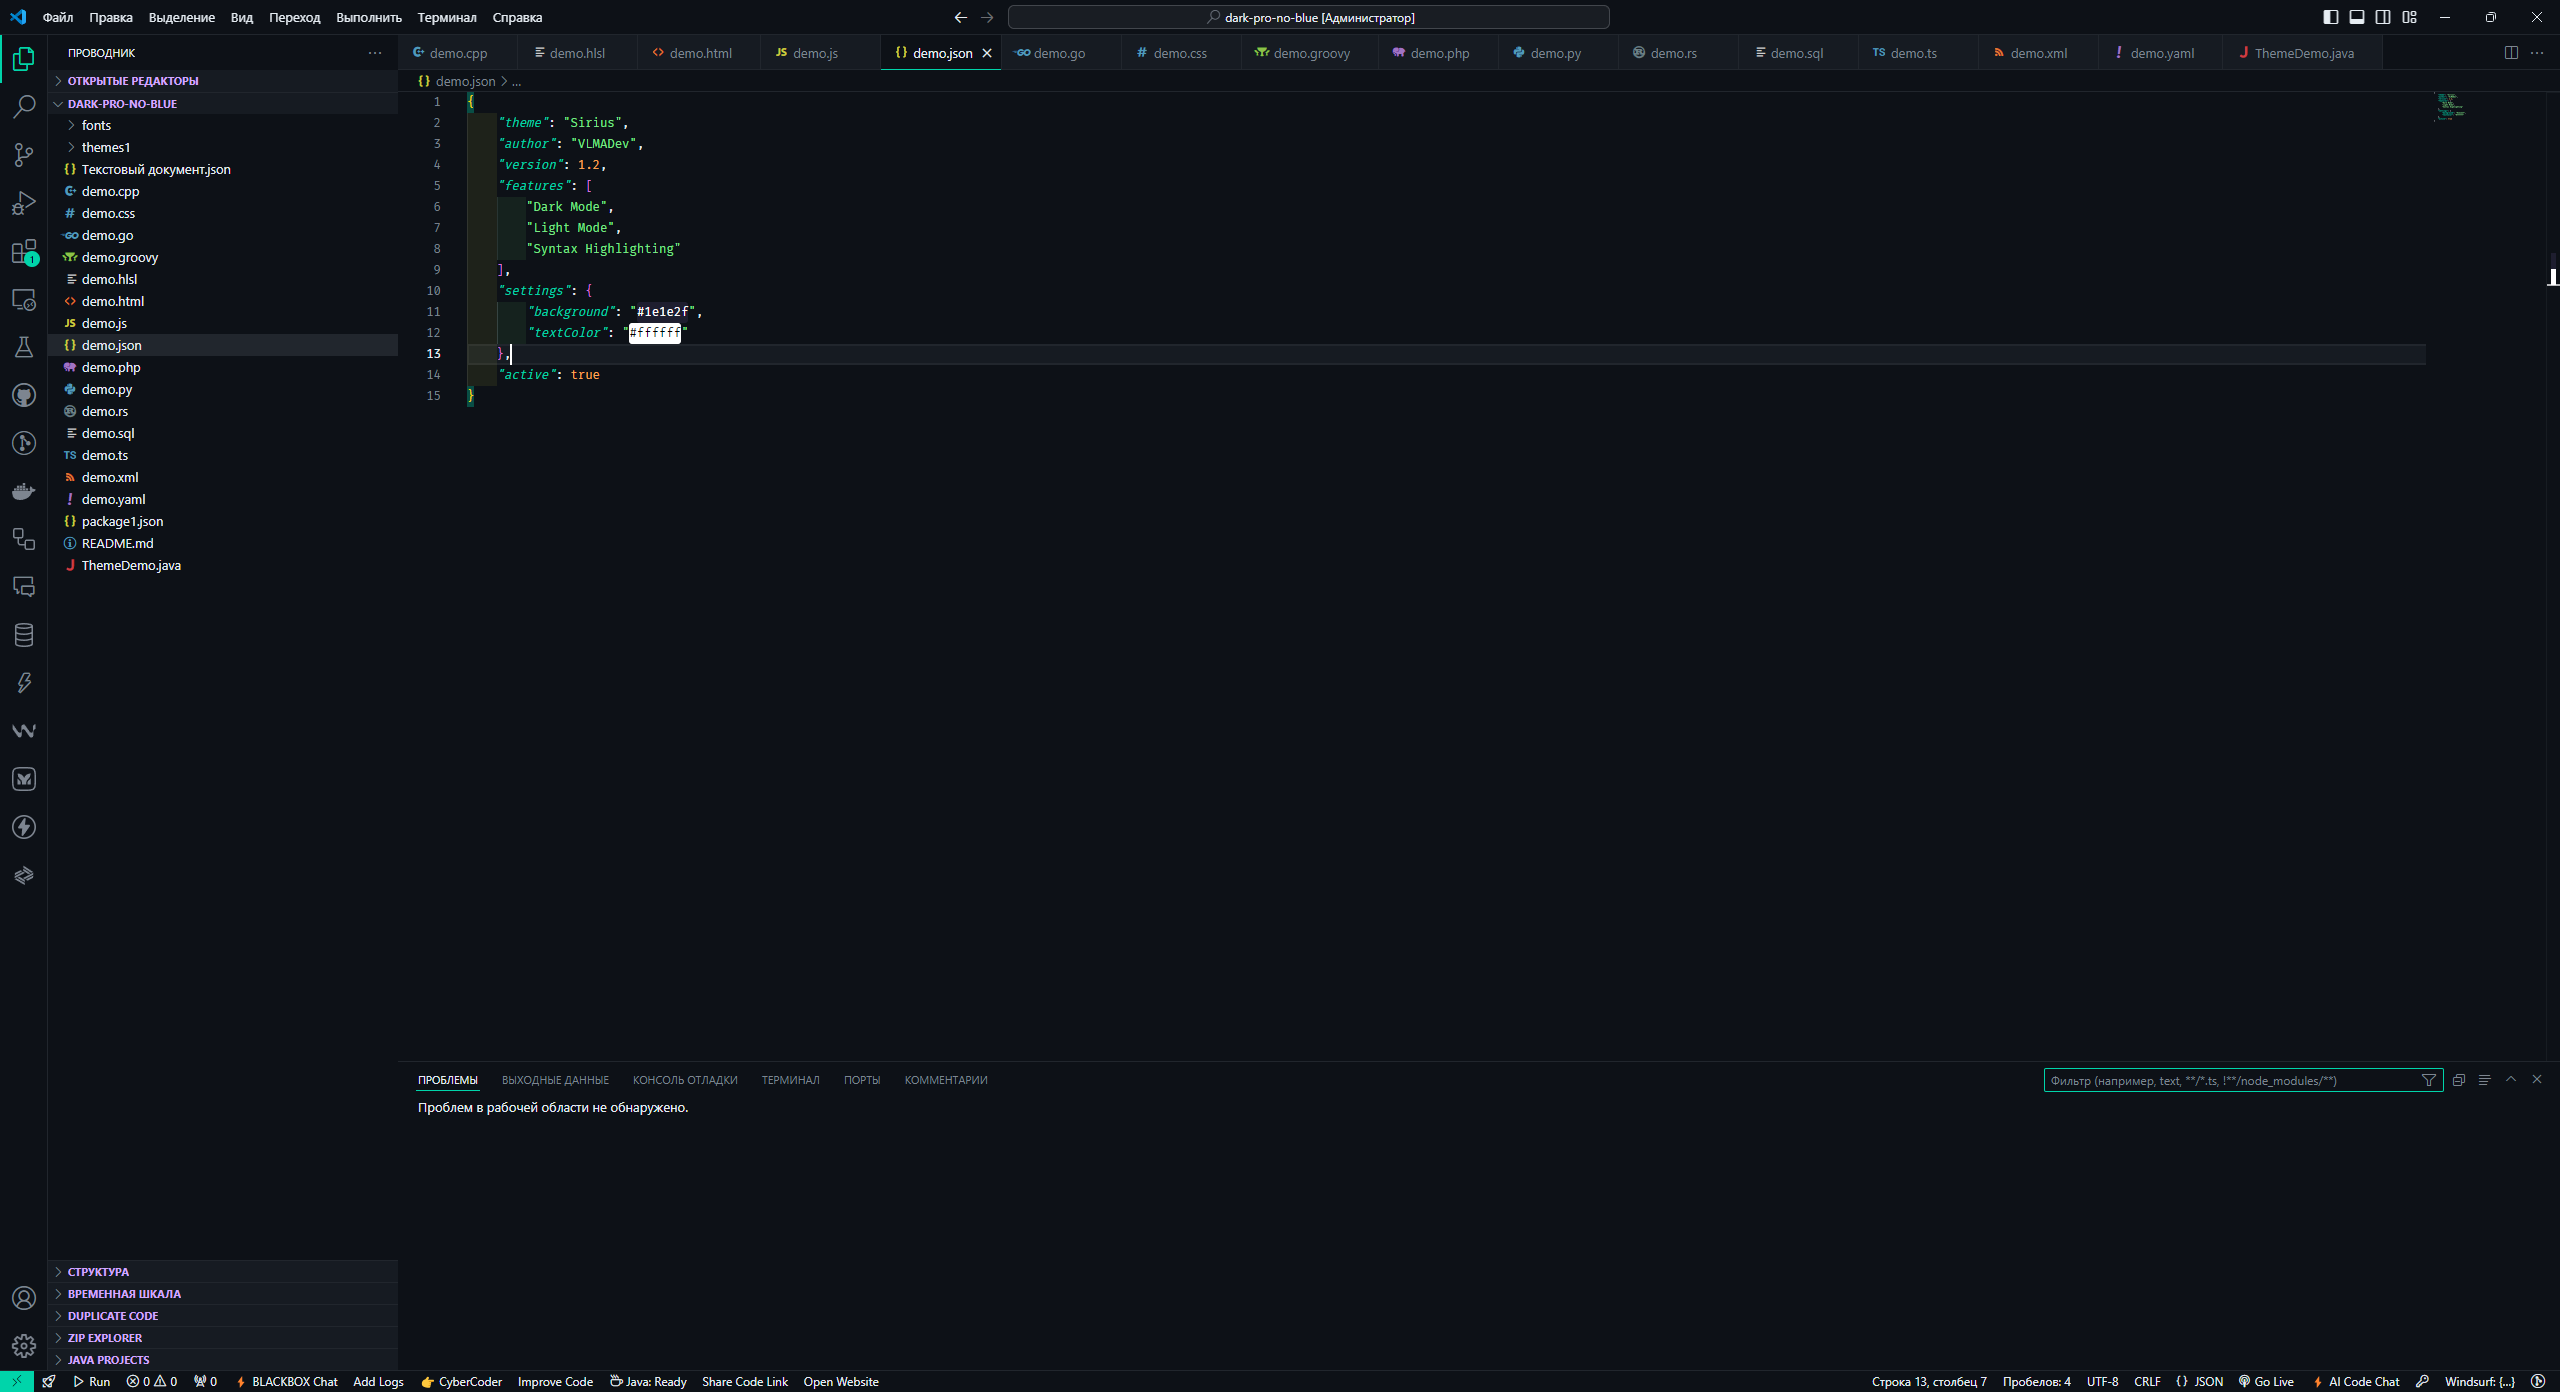 Файл Правка Выделение Вид Переход Выполнить Терминал Справка
dark-pro-no-blue [Администратор]
ПРОВОДНИК
ОТКРЫТЫЕ РЕДАКТОРЫ
DARK-PRO-NO-BLUE
fonts
themes1
{} Текстовый документ.json
demo.cpp
# demo.css
GO demo.go
demo.groovy
demo.hlsl
<> demo.html
JS demo.js
{} demo.json
demo.php
demo.py
demo.rs
demo.sql
TS demo.ts
demo.xml
! demo.yaml
{} package1.json
README.md
J ThemeDemo.java
СТРУКТУРА
ВРЕМЕННАЯ ШКАЛА
DUPLICATE CODE
ZIP EXPLORER
JAVA PROJECTS
1
demo.cpp demo.hlsl <> demo.html JS demo.js {} demo.json GO demo.go # demo.css demo.groovy demo.php demo.py demo.rs demo.sql TS demo.ts demo.xml ! demo.yaml J ThemeDemo.java
{} demo.json > ...
1 {
2 "theme": "Sirius",
3 "author": "VLMADev",
4 "version": 1.2,
5 "features": [
6 "Dark Mode",
7 "Light Mode",
8 "Syntax Highlighting"
9 ],
10 "settings": {
11 "background": "#1e1e2f",
12 "textColor": "#ffffff"
13 },
14 "active": true
15 }
ПРОБЛЕМЫ ВЫХОДНЫЕ ДАННЫЕ КОНСОЛЬ ОТЛАДКИ ТЕРМИНАЛ ПОРТЫ КОММЕНТАРИИ
Фильтр (например, text, **/*.ts, !**/node_modules/**)
Проблем в рабочей области не обнаружено.
Run 0 0 0 BLACKBOX Chat Add Logs CyberCoder Improve Code Java: Ready Share Code Link Open Website
Строка 13, столбец 7 Пробелов: 4 UTF-8 CRLF {} JSON Go Live AI Code Chat Windsurf: {...}